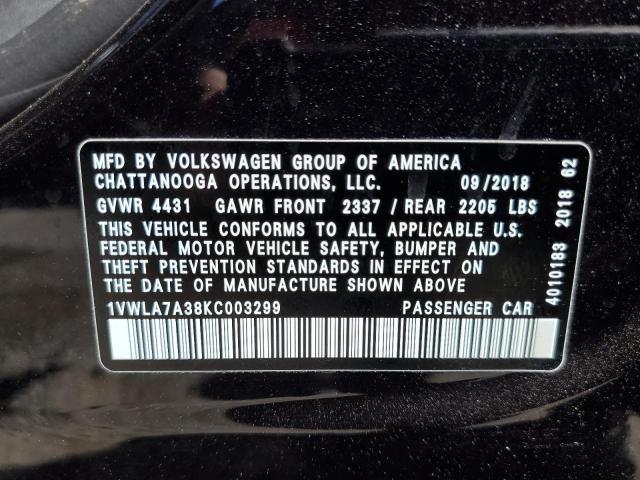 MFD BY VOLKSWAGEN GROUP OF AMERICA
CHATTANOOGA OPERATIONS, LLC. 09/2018
GVWR 4431 GAWR FRONT 2337 / REAR 2205 LBS
THIS VEHICLE CONFORMS TO ALL APPLICABLE U.S.
FEDERAL MOTOR VEHICLE SAFETY, BUMPER AND
THEFT PREVENTION STANDARDS IN EFFECT ON
THE DATE OF MANUFACTURE SHOWN ABOVE
1VWLA7A38KC003299 PASSENGER CAR
4010183 2018 62